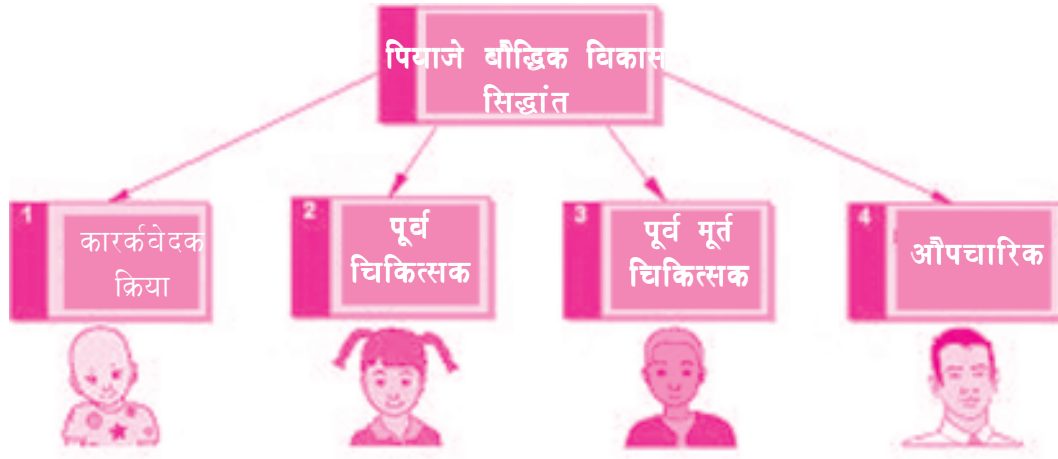 पियाजे बौद्धिक विकास
सिद्धांत
1
कारर्कवेदक
क्रिया
2
पूर्व
चिकित्सक
3
पूर्व मूर्त
चिकित्सक
4
औपचारिक